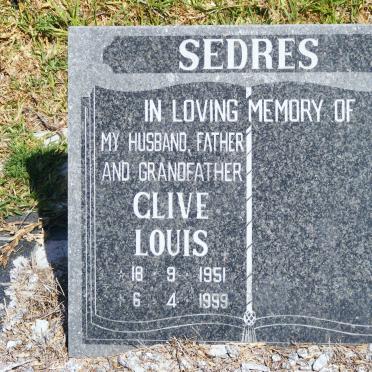 SEDRES
IN LOVING MEMORY OF
MY HUSBAND, FATHER
AND GRANDFATHER
CLIVE
LOUIS
18 · 9 · 1951
6 · 4 · 1999